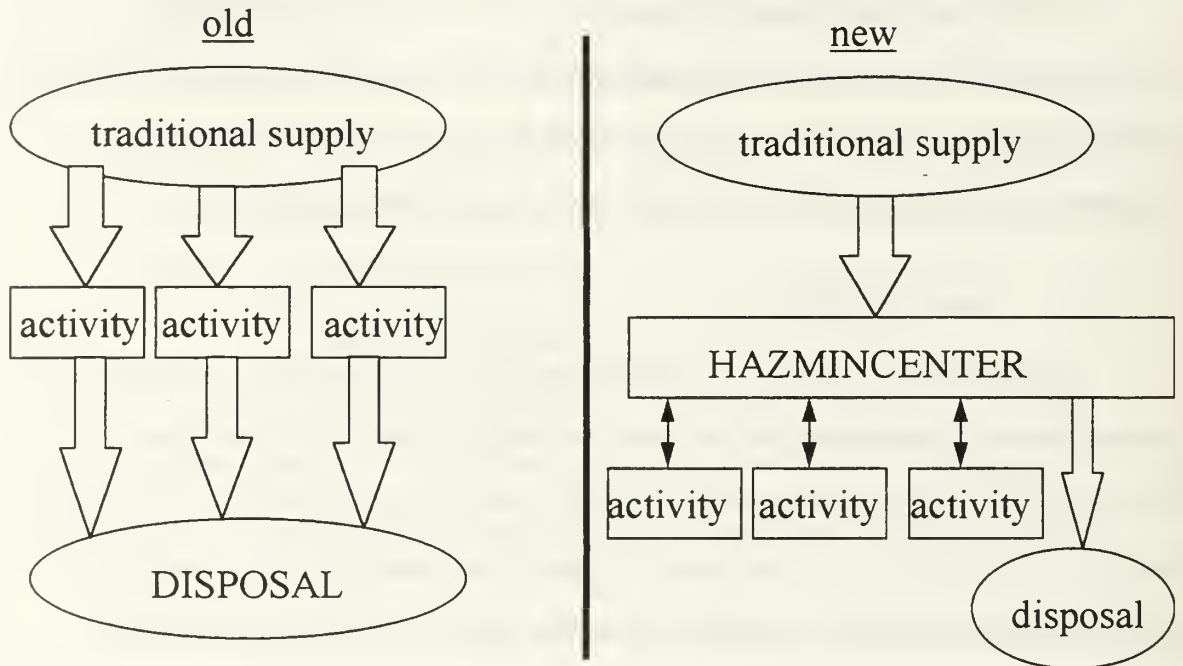 old
traditional supply
activity activity activity
DISPOSAL
new
traditional supply
HAZMINCENTER
activity activity activity
disposal